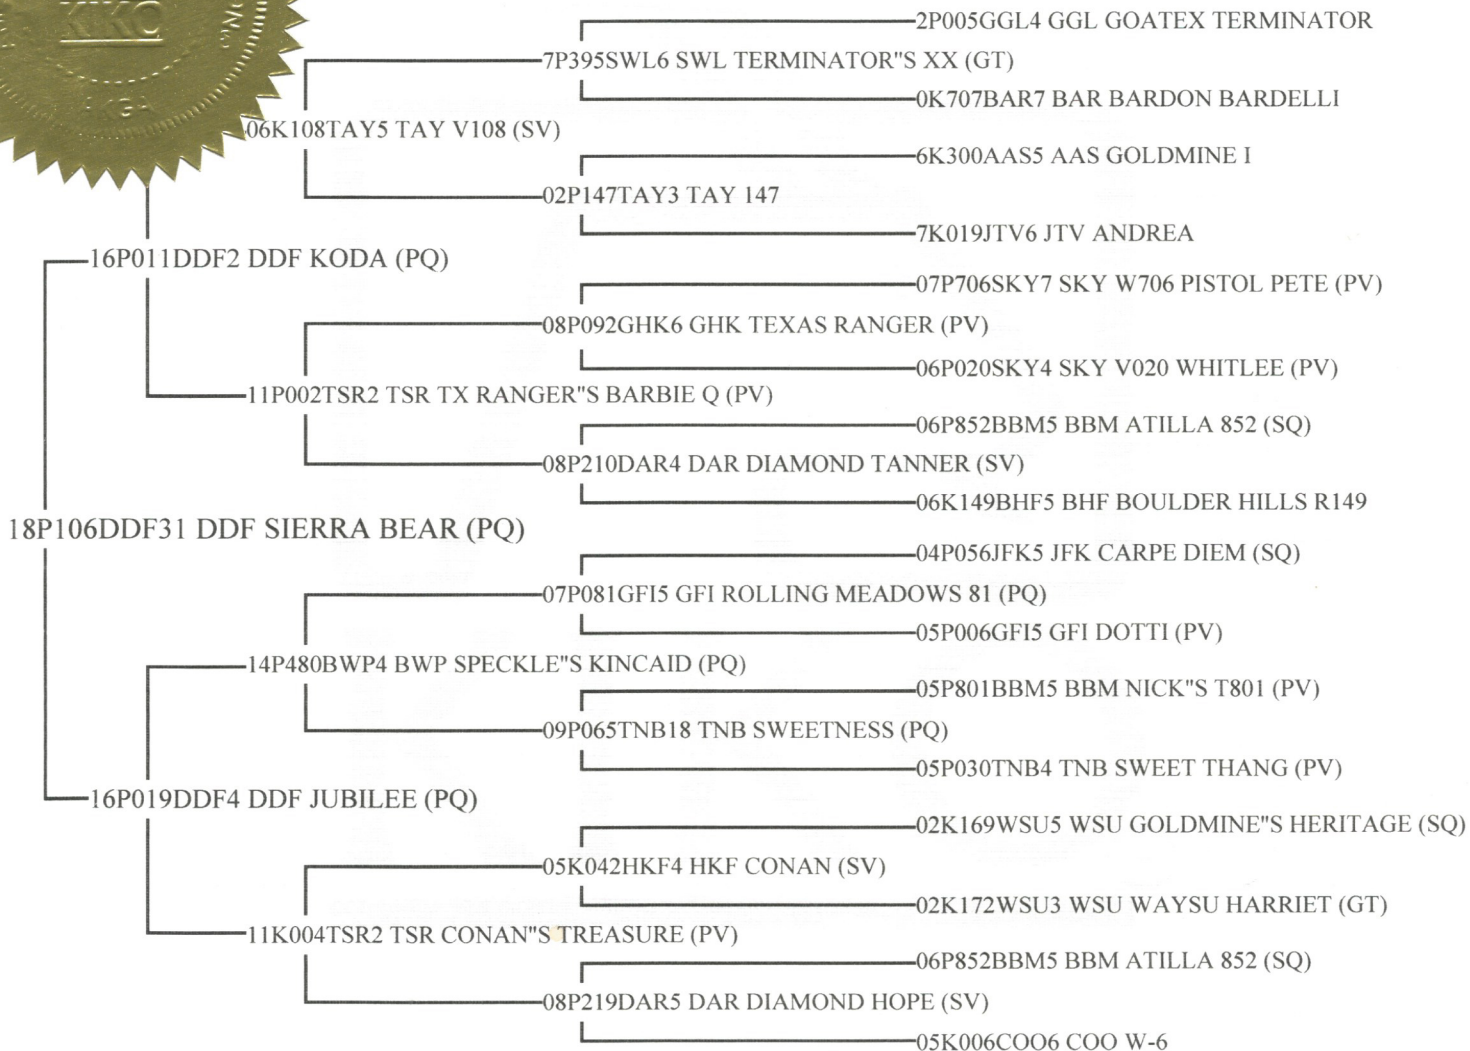 KIKO
AKGA
2P005GGL4 GGL GOATEX TERMINATOR
7P395SWL6 SWL TERMINATOR"S XX (GT)
0K707BAR7 BAR BARDON BARDELLI
06K108TAY5 TAY V108 (SV)
6K300AAS5 AAS GOLDMINE I
02P147TAY3 TAY 147
7K019JTV6 JTV ANDREA
16P011DDF2 DDF KODA (PQ)
07P706SKY7 SKY W706 PISTOL PETE (PV)
08P092GHK6 GHK TEXAS RANGER (PV)
06P020SKY4 SKY V020 WHITLEE (PV)
11P002TSR2 TSR TX RANGER"S BARBIE Q (PV)
06P852BBM5 BBM ATILLA 852 (SQ)
08P210DAR4 DAR DIAMOND TANNER (SV)
06K149BHF5 BHF BOULDER HILLS R149
18P106DDF31 DDF SIERRA BEAR (PQ)
04P056JFK5 JFK CARPE DIEM (SQ)
07P081GFI5 GFI ROLLING MEADOWS 81 (PQ)
05P006GFI5 GFI DOTTI (PV)
14P480BWP4 BWP SPECKLE"S KINCAID (PQ)
05P801BBM5 BBM NICK"S T801 (PV)
09P065TNB18 TNB SWEETNESS (PQ)
05P030TNB4 TNB SWEET THANG (PV)
16P019DDF4 DDF JUBILEE (PQ)
02K169WSU5 WSU GOLDMINE"S HERITAGE (SQ)
05K042HKF4 HKF CONAN (SV)
02K172WSU3 WSU WAYSU HARRIET (GT)
11K004TSR2 TSR CONAN"S TREASURE (PV)
06P852BBM5 BBM ATILLA 852 (SQ)
08P219DAR5 DAR DIAMOND HOPE (SV)
05K006COO6 COO W-6